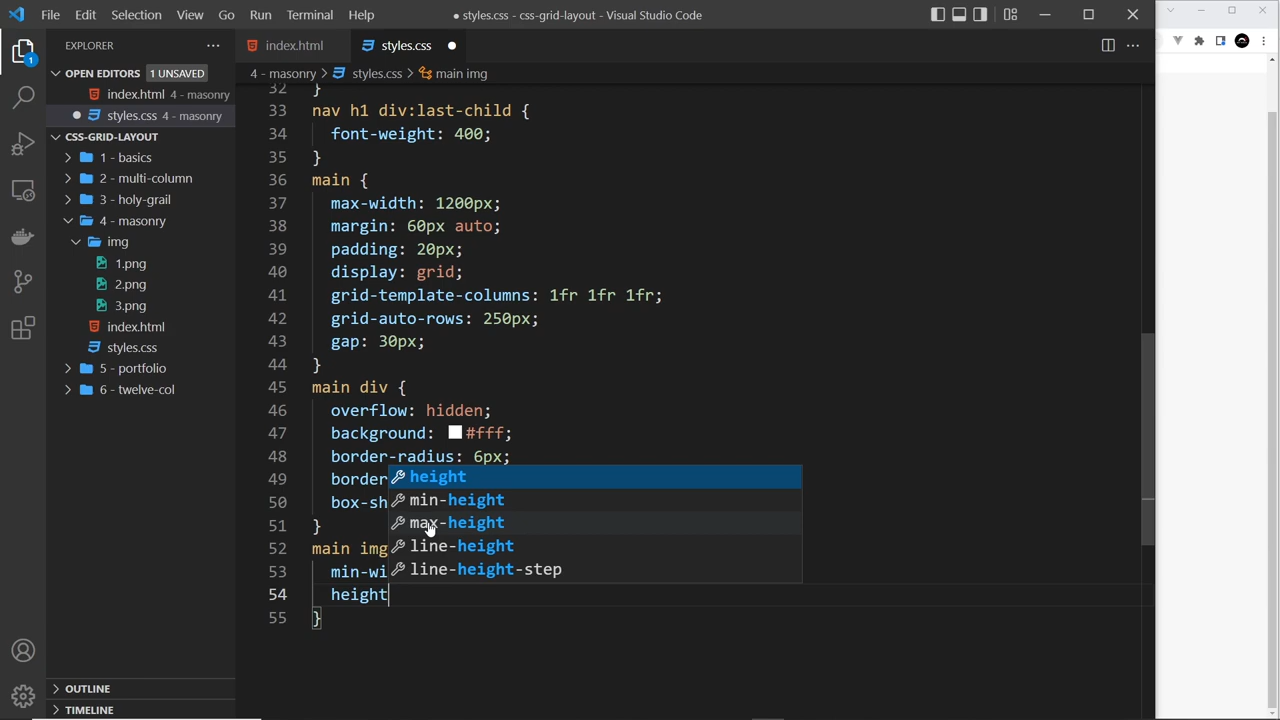 File Edit Selection View Go Run Terminal Help
● styles.css - css-grid-layout - Visual Studio Code
EXPLORER
index.html
styles.css
OPEN EDITORS 1 UNSAVED
4 - masonry > styles.css > main img
index.html 4 - masonry
styles.css 4 - masonry
CSS-GRID-LAYOUT
1 - basics
2 - multi-column
3 - holy-grail
4 - masonry
img
1.png
2.png
3.png
index.html
styles.css
5 - portfolio
6 - twelve-col
OUTLINE
TIMELINE
1
32 }
33 nav h1 div:last-child {
34 font-weight: 400;
35 }
36 main {
37 max-width: 1200px;
38 margin: 60px auto;
39 padding: 20px;
40 display: grid;
41 grid-template-columns: 1fr 1fr 1fr;
42 grid-auto-rows: 250px;
43 gap: 30px;
44 }
45 main div {
46 overflow: hidden;
47 background: #fff;
48 border-radius: 6px;
49 border
50 box-sh
51 }
52 main img
53 min-wi
54 height
55 }
height
min-height
max-height
line-height
line-height-step